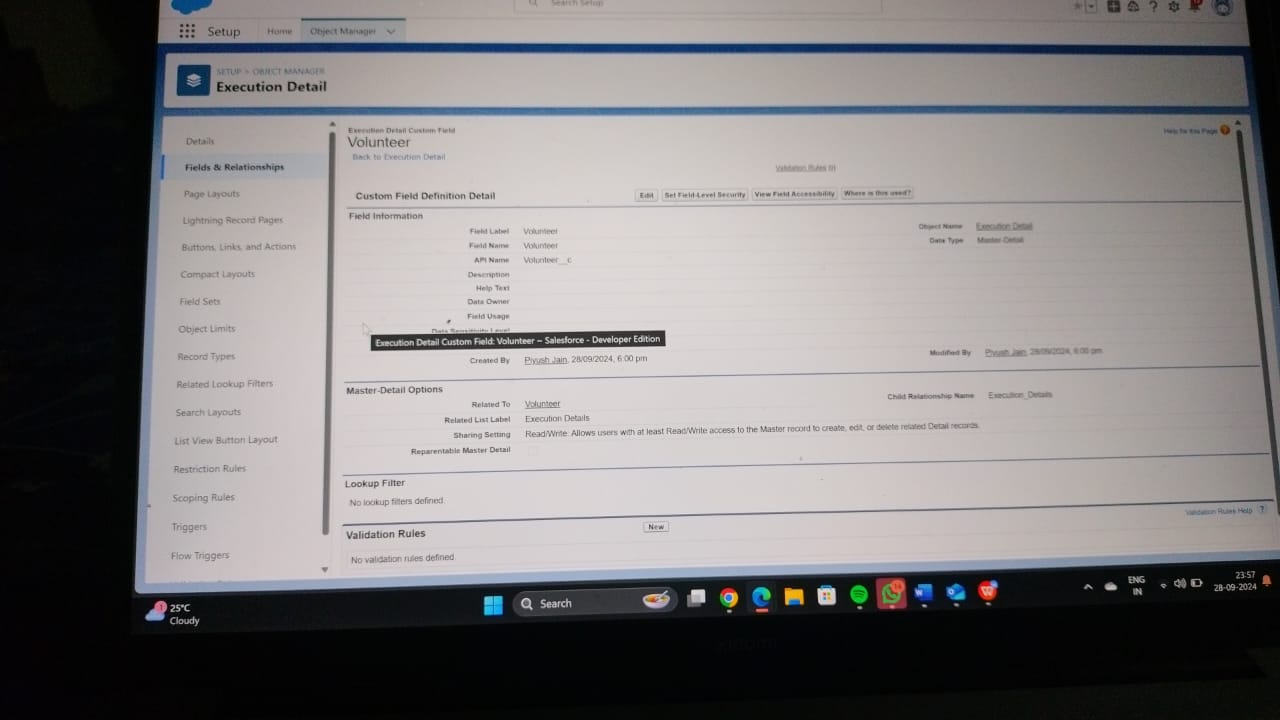 Search Setup
Setup
Home
Object Manager
SETUP > OBJECT MANAGER
Execution Detail
Details
Fields & Relationships
Page Layouts
Lightning Record Pages
Buttons, Links, and Actions
Compact Layouts
Field Sets
Object Limits
Record Types
Related Lookup Filters
Search Layouts
List View Button Layout
Restriction Rules
Scoping Rules
Triggers
Flow Triggers
Execution Detail Custom Field
Volunteer
Back to Execution Detail
Help for this Page
Validation Rules [0]
Custom Field Definition Detail
Edit
Set Field-Level Security
View Field Accessibility
Where is this used?
Field Information
Field Label Volunteer
Field Name Volunteer
API Name Volunteer__c
Description
Help Text
Data Owner
Field Usage
Data Sensitivity Level
Object Name Execution Detail
Data Type Master-Detail
Execution Detail Custom Field: Volunteer ~ Salesforce - Developer Edition
Created By Piyush Jain, 28/09/2024, 6:00 pm
Modified By Piyush Jain, 28/09/2024, 6:00 pm
Master-Detail Options
Related To Volunteer
Child Relationship Name Execution_Details
Related List Label Execution Details
Sharing Setting Read/Write: Allows users with at least Read/Write access to the Master record to create, edit, or delete related Detail records.
Reparentable Master Detail
Lookup Filter
No lookup filters defined.
Validation Rules
New
Validation Rules Help ?
No validation rules defined.
1
25°C
Cloudy
Search
ENG
IN
23:57
28-09-2024
xiaomi